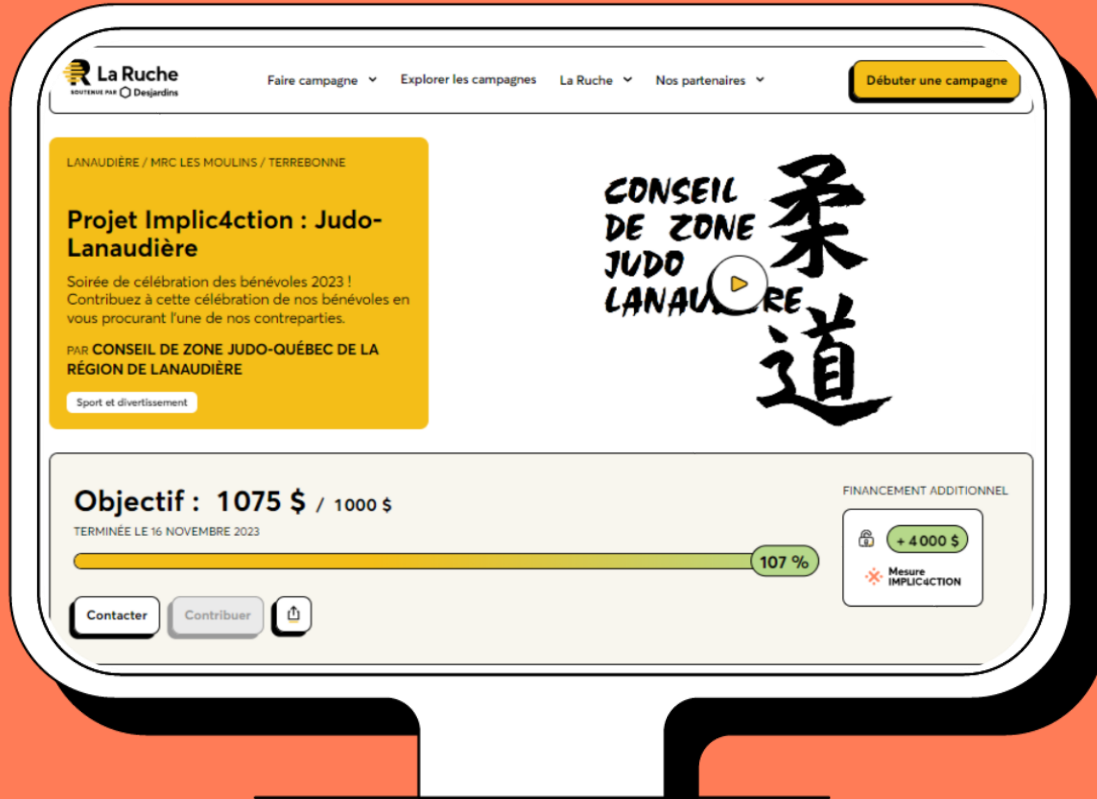 La Ruche
SOUTENUE PAR Desjardins
Faire campagne
Explorer les campagnes
La Ruche
Nos partenaires
Débuter une campagne
LANAUDIÈRE / MRC LES MOULINS / TERREBONNE
Projet Implic4ction : Judo-
Lanaudière
Soirée de célébration des bénévoles 2023 !
Contribuez à cette célébration de nos bénévoles en
vous procurant l'une de nos contreparties.
PAR CONSEIL DE ZONE JUDO-QUÉBEC DE LA
RÉGION DE LANAUDIÈRE
Sport et divertissement
CONSEIL
DE ZONE
JUDO
柔
道
Objectif : 1075 $ / 1000 $
TERMINÉE LE 16 NOVEMBRE 2023
107 %
Contacter
Contribuer
FINANCEMENT ADDITIONNEL
+ 4000 $
Mesure
IMPLIC4CTION